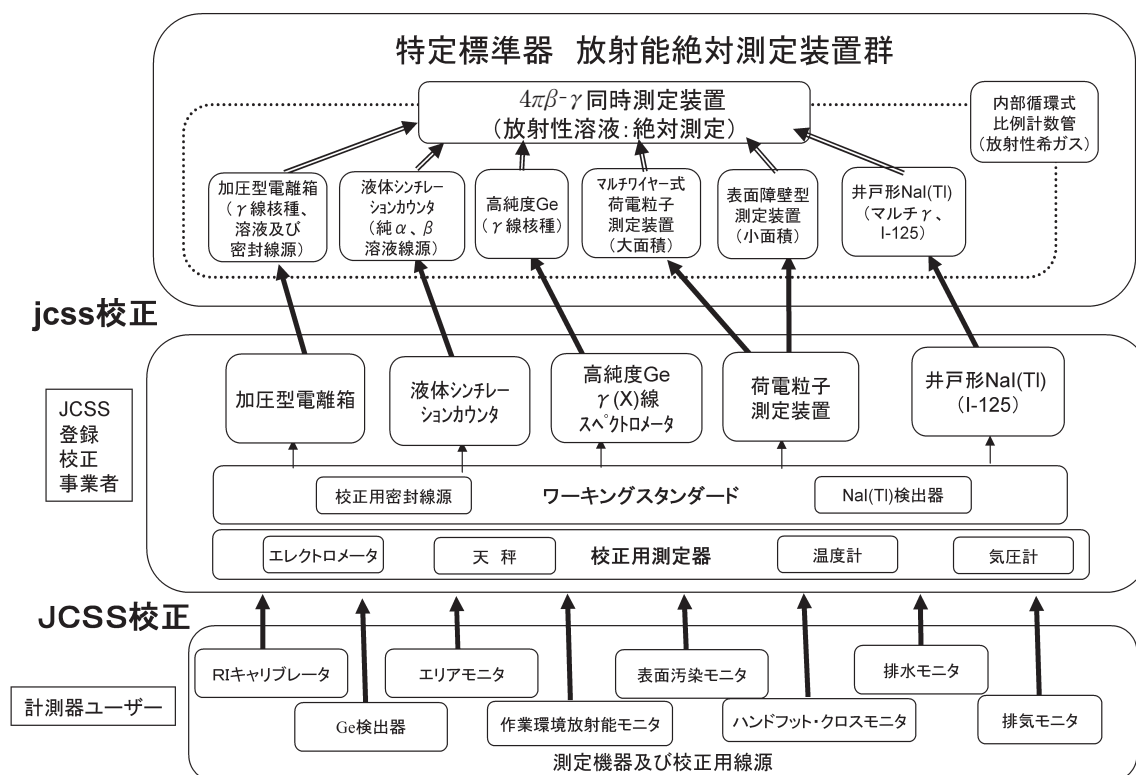 特定標準器 放射能絶対測定装置群
4πβ-γ同時測定装置
(放射性溶液:絶対測定)
内部循環式
比例計数管
(放射性希ガス)
加圧型電離箱
(γ線核種、
溶液及び
密封線源)
液体シンチレー
ションカウンタ
(純α、β
溶液線源)
高純度Ge
(γ線核種)
マルチワイヤー式
荷電粒子
測定装置
(大面積)
表面障壁型
測定装置
(小面積)
井戸形NaI(Tl)
(マルチγ、
I-125)
jcss校正
JCSS
登録
校正
事業者
加圧型電離箱
液体シンチレー
ションカウンタ
高純度Ge
γ(X)線
スペクトロメータ
荷電粒子
測定装置
井戸形NaI(Tl)
(I-125)
校正用密封線源
ワーキングスタンダード
NaI(Tl)検出器
エレクトロメータ
天 秤
校正用測定器
温度計
気圧計
JCSS校正
計測器ユーザー
RIキャリブレータ
エリアモニタ
表面汚染モニタ
排水モニタ
Ge検出器
作業環境放射能モニタ
ハンドフット・クロスモニタ
排気モニタ
測定機器及び校正用線源